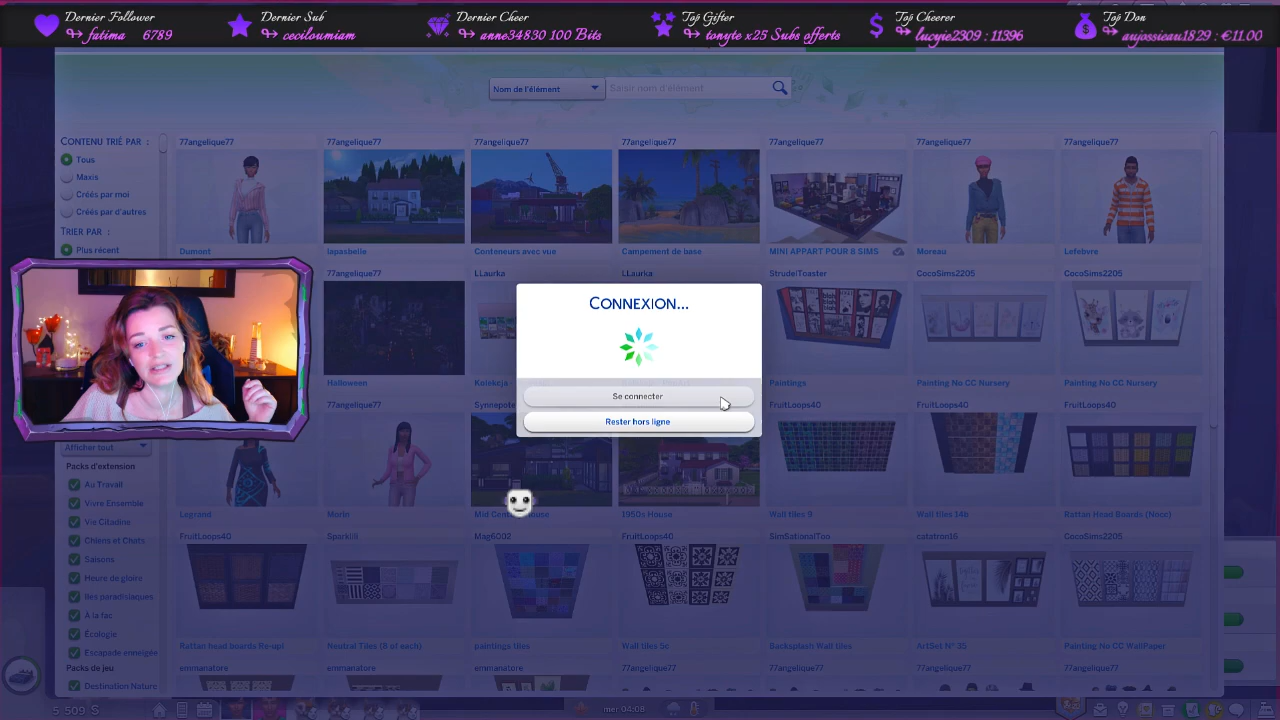 Dernier Follower
fatima 6789
Dernier Sub
ceciloumiam
Dernier Cheer
anne34830 100 Bits
Top Gifter
tonyte x25 Subs offerts
Top Cheerer
lucyie2309 : 11396
Top Don
aujossieau1829 : €11.00
Nom de l'élément
Saisir nom d'élément
CONTENU TRIÉ PAR :
Tous
Maxis
Créés par moi
Créés par d'autres
TRIER PAR :
Plus récent
77angelique77 77angelique77 77angelique77 77angelique77 77angelique77 77angelique77 77angelique77
Dumont lapasbelle Conteneurs avec vue Campement de base MINI APPART POUR 8 SIMS Moreau Lefebvre
77angelique77 LLaurka LLaurka StrudelToaster CocoSims2205 CocoSims2205
CONNEXION...
Se connecter
Rester hors ligne
Halloween Kolekcja Paintings Painting No CC Nursery Painting No CC Nursery
77angelique77 Synnepote FruitLoops40 FruitLoops40 FruitLoops40
Legrand Morin Mid Century House 1950s House Wall tiles 9 Wall tiles 14b Rattan Head Boards (Nocc)
Afficher tout
Packs d'extension
Au Travail
Vivre Ensemble
Vie Citadine
Chiens et Chats
Saisons
Heure de gloire
Îles paradisiaques
À la fac
Écologie
Escapade enneigée
Packs de jeu
Destination Nature
FruitLoops40 Sparkiili Mag6002 FruitLoops40 SimSationalToo catatron16 CocoSims2205
Rattan head boards Re-upl Neutral Tiles (8 of each) paintings tiles Wall tiles 5c Backsplash Wall tiles ArtSet N° 35 Painting No CC WallPaper
emmanatore emmanatore emmanatore 77angelique77 77angelique77 77angelique77 77angelique77
5 509 §
mer 04:08